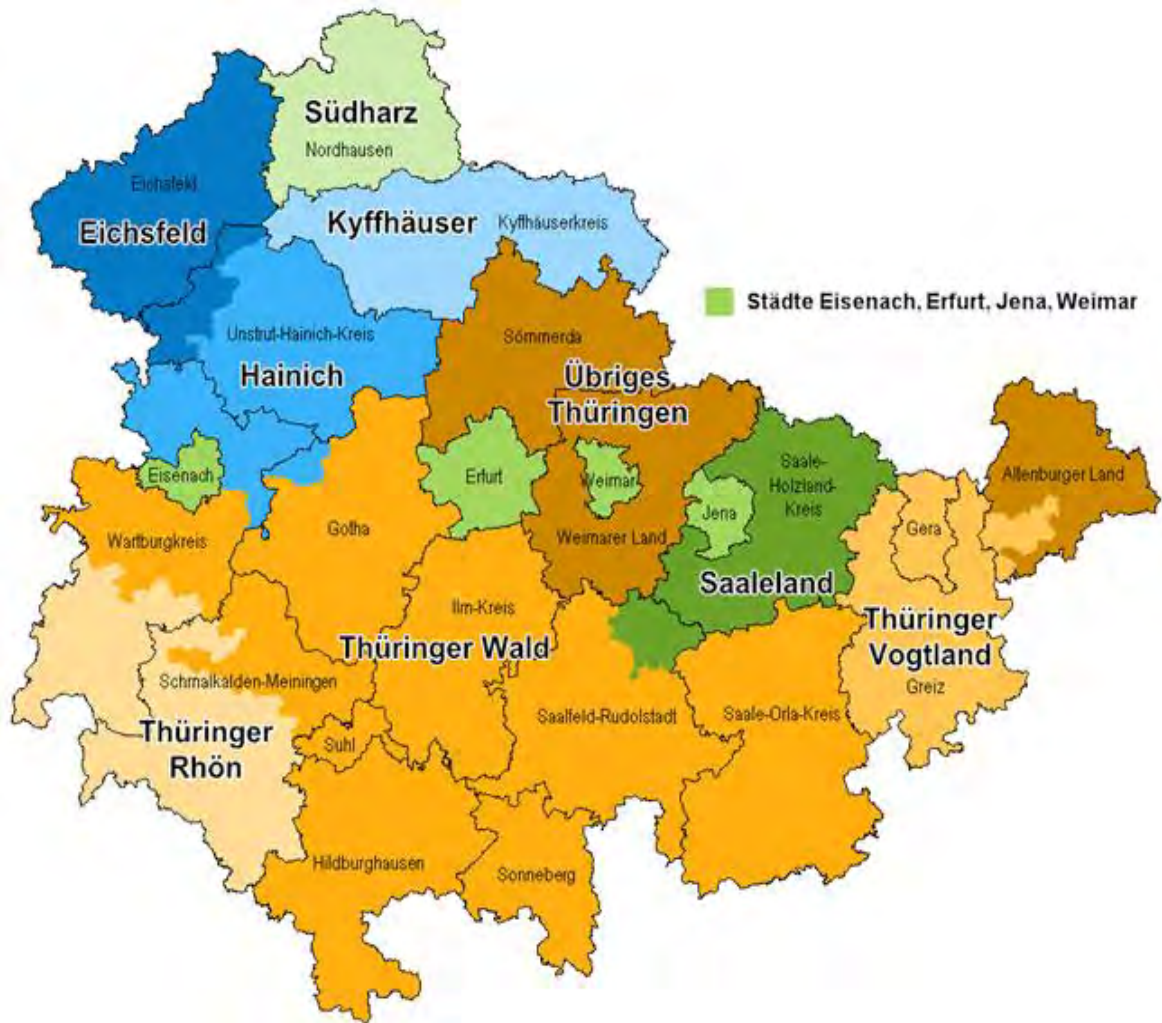 Südharz
Nordhausen
Eichsfeld
Eichsfeld
Kyffhäuser
Kyffhäuserkreis
Städte Eisenach, Erfurt, Jena, Weimar
Unstrut-Hainich-Kreis
Hainich
Sömmerda
Übriges
Thüringen
Eisenach
Erfurt
Weimar
Saale-
Holzland-
Kreis
Jena
Altenburger Land
Gera
Wartburgkreis
Gotha
Weimarer Land
Saaleland
Ilm-Kreis
Thüringer Wald
Thüringer
Vogtland
Greiz
Schmalkalden-Meiningen
Saalfeld-Rudolstadt
Saale-Orla-Kreis
Thüringer
Rhön
Suhl
Hildburghausen
Sonneberg